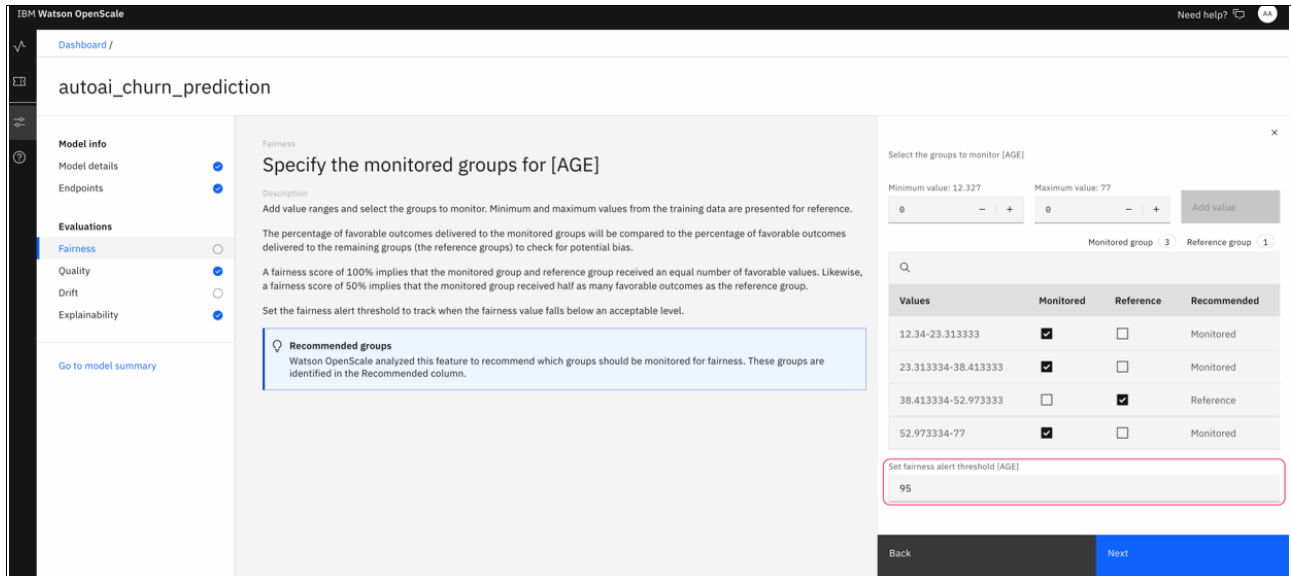 IBM Watson OpenScale
Need help?
AA
Dashboard /
autoai_churn_prediction
Model info
Model details
Endpoints
Evaluations
Fairness
Quality
Drift
Explainability
Go to model summary
Fairness
Specify the monitored groups for [AGE]
Description
Add value ranges and select the groups to monitor. Minimum and maximum values from the training data are presented for reference.
The percentage of favorable outcomes delivered to the monitored groups will be compared to the percentage of favorable outcomes
delivered to the remaining groups (the reference groups) to check for potential bias.
A fairness score of 100% implies that the monitored group and reference group received an equal number of favorable values. Likewise,
a fairness score of 50% implies that the monitored group received half as many favorable outcomes as the reference group.
Set the fairness alert threshold to track when the fairness value falls below an acceptable level.
Recommended groups
Watson OpenScale analyzed this feature to recommend which groups should be monitored for fairness. These groups are
identified in the Recommended column.
Select the groups to monitor [AGE]
Minimum value: 12.327 Maximum value: 77
0 − + 0 − + Add value
Monitored group 3 Reference group 1
Values Monitored Reference Recommended
12.34-23.313333 Monitored
23.313334-38.413333 Monitored
38.413334-52.973333 Reference
52.973334-77 Monitored
Set fairness alert threshold [AGE]
95
Back Next